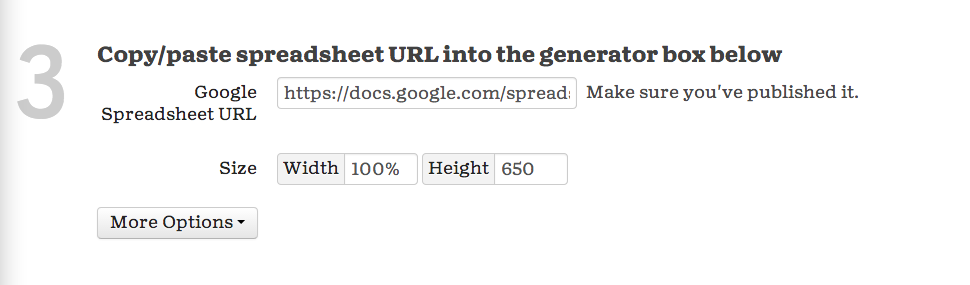 3
Copy/paste spreadsheet URL into the generator box below
Google Spreadsheet URL
https://docs.google.com/spreads
Make sure you've published it.
Size Width 100% Height 650
More Options